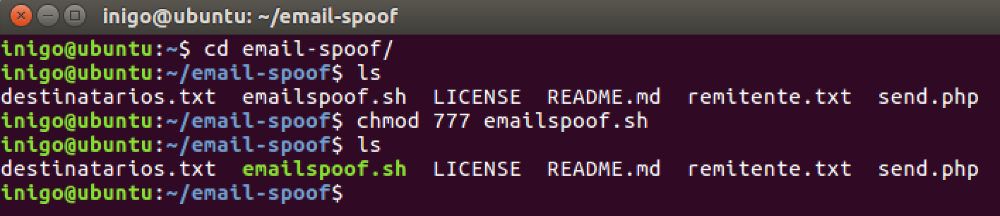 inigo@ubuntu: ~/email-spoof
inigo@ubuntu:~$ cd email-spoof/
inigo@ubuntu:~/email-spoof$ ls
destinatarios.txt  emailspoof.sh  LICENSE  README.md  remitente.txt  send.php
inigo@ubuntu:~/email-spoof$ chmod 777 emailspoof.sh
inigo@ubuntu:~/email-spoof$ ls
destinatarios.txt  emailspoof.sh  LICENSE  README.md  remitente.txt  send.php
inigo@ubuntu:~/email-spoof$